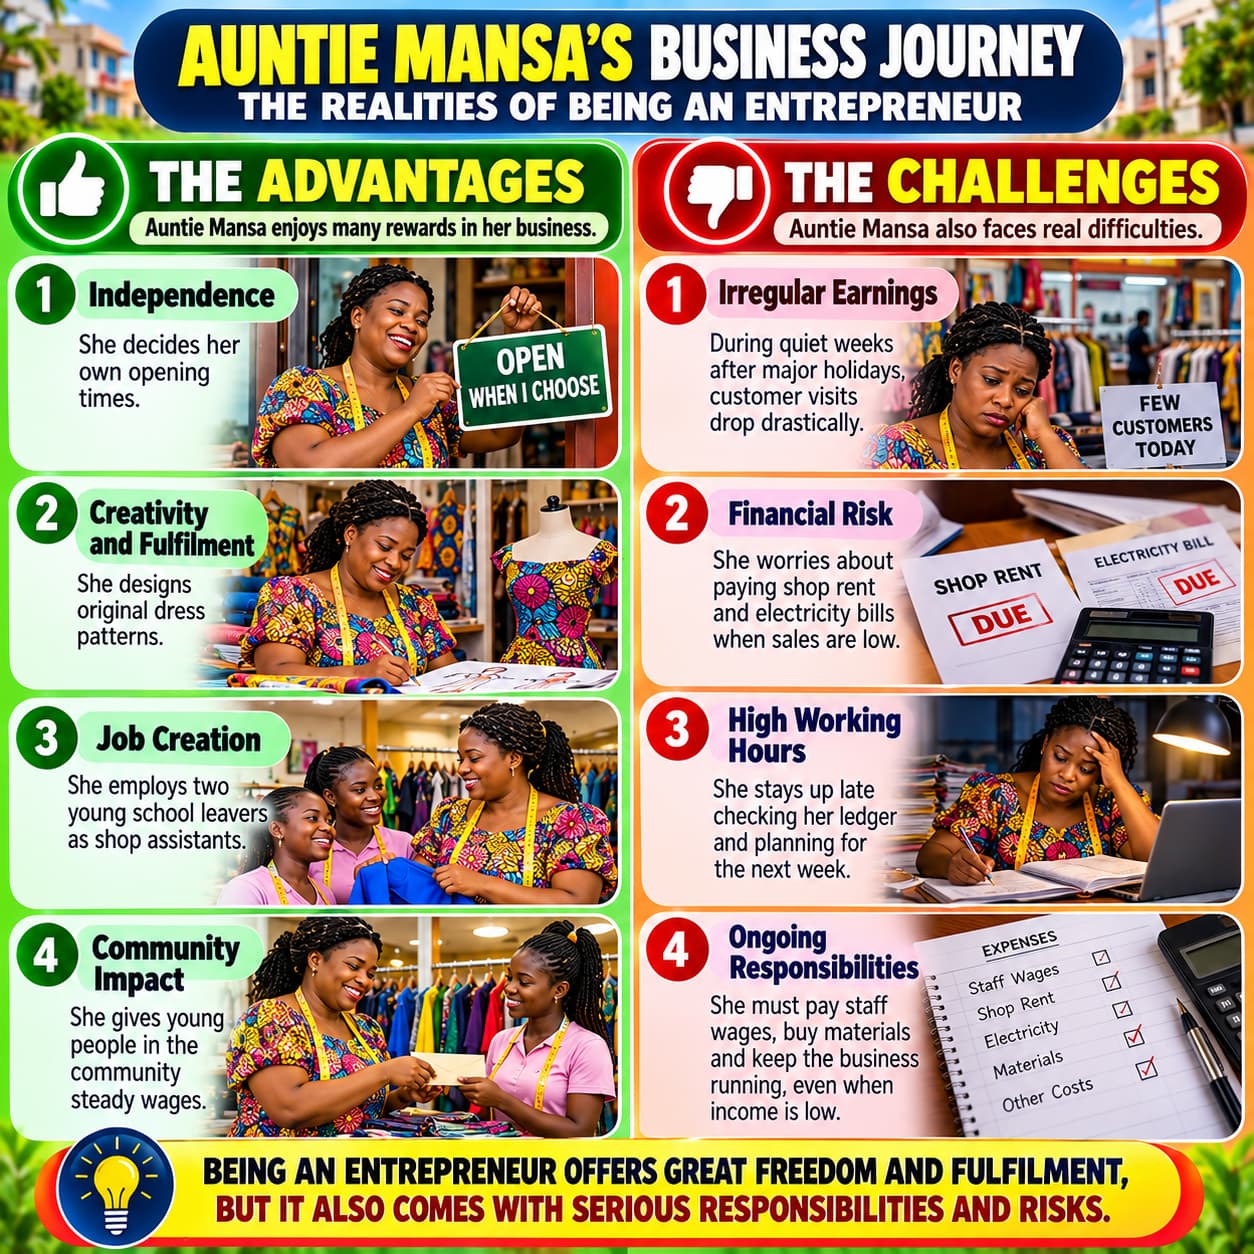 AUNTIE MANSA'S BUSINESS JOURNEY
THE REALITIES OF BEING AN ENTREPRENEUR
THE ADVANTAGES
Auntie Mansa enjoys many rewards in her business.
1
Independence
She decides her
own opening
times.
OPEN
WHEN I CHOOSE
2
Creativity
and Fulfilment
She designs
original dress
patterns.
3
Job Creation
She employs two
young school leavers
as shop assistants.
4
Community
Impact
She gives young
people in the
community
steady wages.
THE CHALLENGES
Auntie Mansa also faces real difficulties.
1
Irregular Earnings
During quiet weeks
after major holidays,
customer visits
drop drastically.
FEW
CUSTOMERS
TODAY
2
Financial Risk
She worries about
paying shop rent
and electricity bills
when sales are low.
SHOP RENT
DUE
ELECTRICITY BILL
DUE
3
High Working
Hours
She stays up late
checking her ledger
and planning for
the next week.
4
Ongoing
Responsibilities
She must pay staff
wages, buy materials
and keep the business
running, even when
income is low.
EXPENSES
Staff Wages
Shop Rent
Electricity
Materials
Other Costs
BEING AN ENTREPRENEUR OFFERS GREAT FREEDOM AND FULFILMENT,
BUT IT ALSO COMES WITH SERIOUS RESPONSIBILITIES AND RISKS.